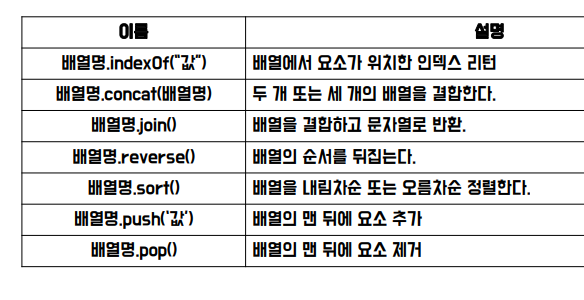 이름 설명
배열명.indexOf("값") 배열에서 요소가 위치한 인덱스 리턴
배열명.concat(배열명) 두 개 또는 세 개의 배열을 결합한다.
배열명.join() 배열을 결합하고 문자열로 반환.
배열명.reverse() 배열의 순서를 뒤집는다.
배열명.sort() 배열을 내림차순 또는 오름차순 정렬한다.
배열명.push('값') 배열의 맨 뒤에 요소 추가
배열명.pop() 배열의 맨 뒤에 요소 제거